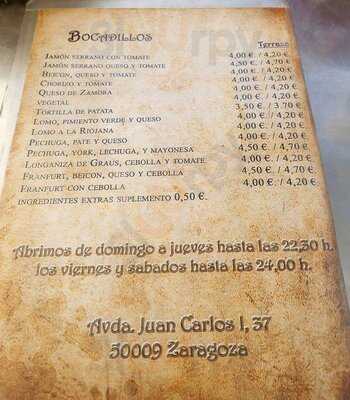 BOCADILLOS
Terraza
JAMÓN SERRANO CON TOMATE 4,00 €. / 4,20 €.
JAMÓN SERRANO QUESO Y TOMATE 4,50 €. / 4,70 €
BEICON, QUESO Y TOMATE 4,00 €. / 4,20 €.
CHORIZO Y TOMATE 4,00 €. / 4,20 €.
QUESO DE ZAMORA 4,00 €. / 4,20 €.
VEGETAL 4,00 €. / 4,20 €.
TORTILLA DE PATATA 3,50 €. / 3,70 €
LOMO, PIMIENTO VERDE Y QUESO 4,00 €. / 4,20 €.
LOMO A LA RIOJANA 4,00 €. / 4,20 €
PECHUGA, PATE Y QUESO 4,00 €. / 4,20 €
PECHUGA, YORK, LECHUGA, Y MAYONESA 4,50 €. / 4,70 €
LONGANIZA DE GRAUS, CEBOLLA Y TOMATE 4,00 €. / 4,20 €
FRANFURT, BEICON, QUESO Y CEBOLLA 4,50 €. / 4,20 €
FRANFURT CON CEBOLLA 4,00 €. / 4,20 €
INGREDIENTES EXTRAS SUPLEMENTO 0,50 €.
Abrimos de domingo a jueves hasta las 22,30 h.
los viernes y sabados hasta las 24,00 h.
Avda. Juan Carlos I, 37
50009 Zaragoza